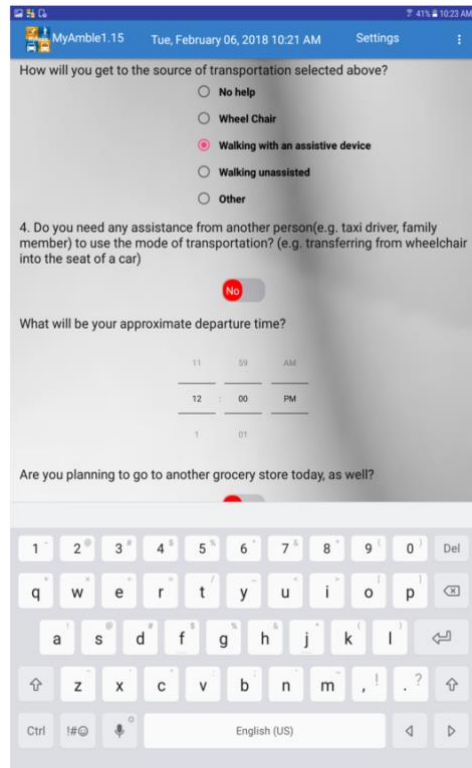 41% 10:23 AM
MyAmble1.15 Tue, February 06, 2018 10:21 AM Settings
How will you get to the source of transportation selected above?
No help
Wheel Chair
Walking with an assistive device
Walking unassisted
Other
4. Do you need any assistance from another person(e.g. taxi driver, family
member) to use the mode of transportation? (e.g. transferring from wheelchair
into the seat of a car)
No
What will be your approximate departure time?
11 59 AM
12 : 00 PM
1 01
Are you planning to go to another grocery store today, as well?
1 2 3 4 5 6 7 8 9 0 Del
q w e r t y u i o p
a s d f g h j k l
z x c v b n m , ! . ?
Ctrl !#☺ English (US)